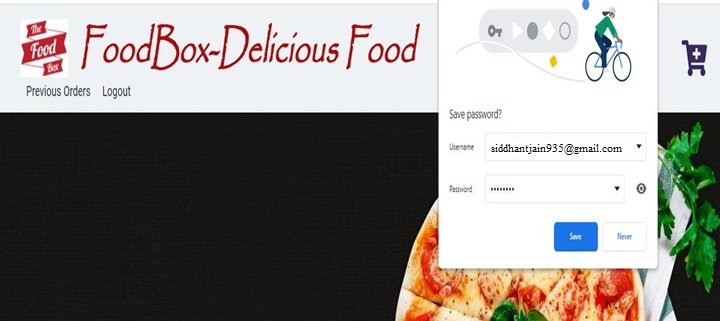 The
Food
Box
FoodBox-Delicious Food
Previous Orders Logout
Save password?
Username siddhantjain935@gmail.com
Password ••••••••
Save Never